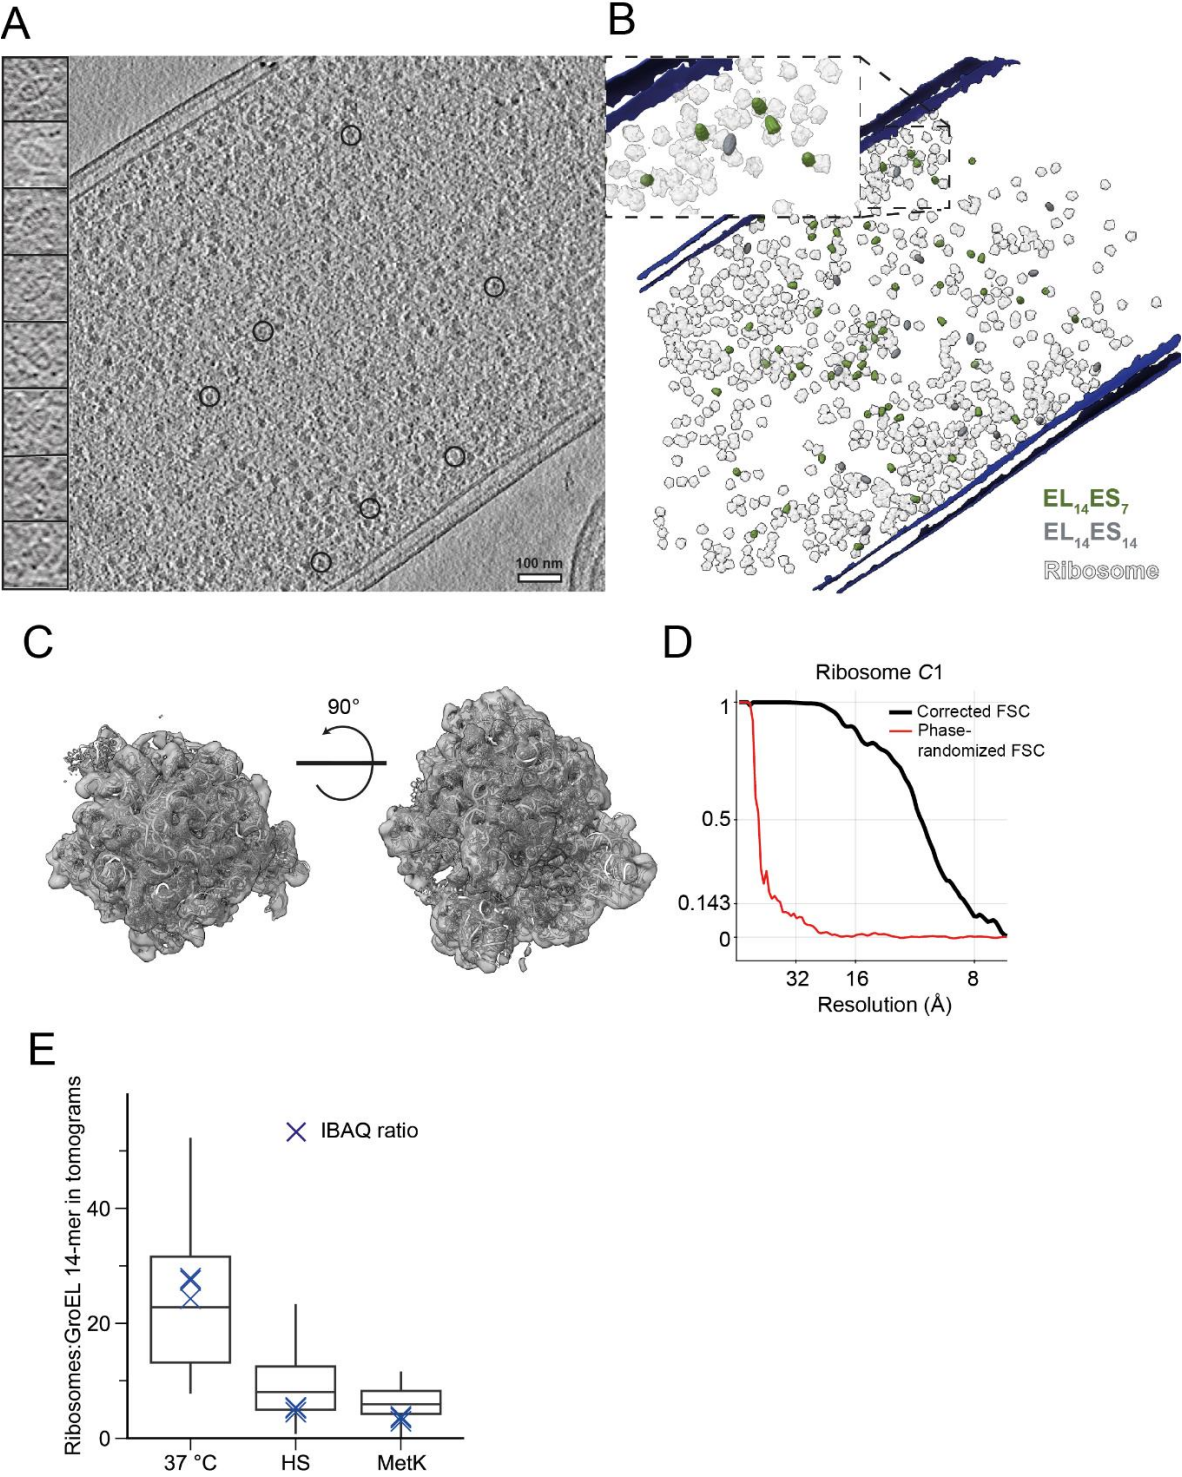 A
B
100 nm
EL14ES7
EL14ES14
Ribosome
C
90°
D
Ribosome C1
1
0.5
0.143
0
Corrected FSC
Phase-
randomized FSC
32 16 8
Resolution (Å)
E
Ribosomes:GroEL 14-mer in tomograms
IBAQ ratio
40
20
0
37 °C HS MetK